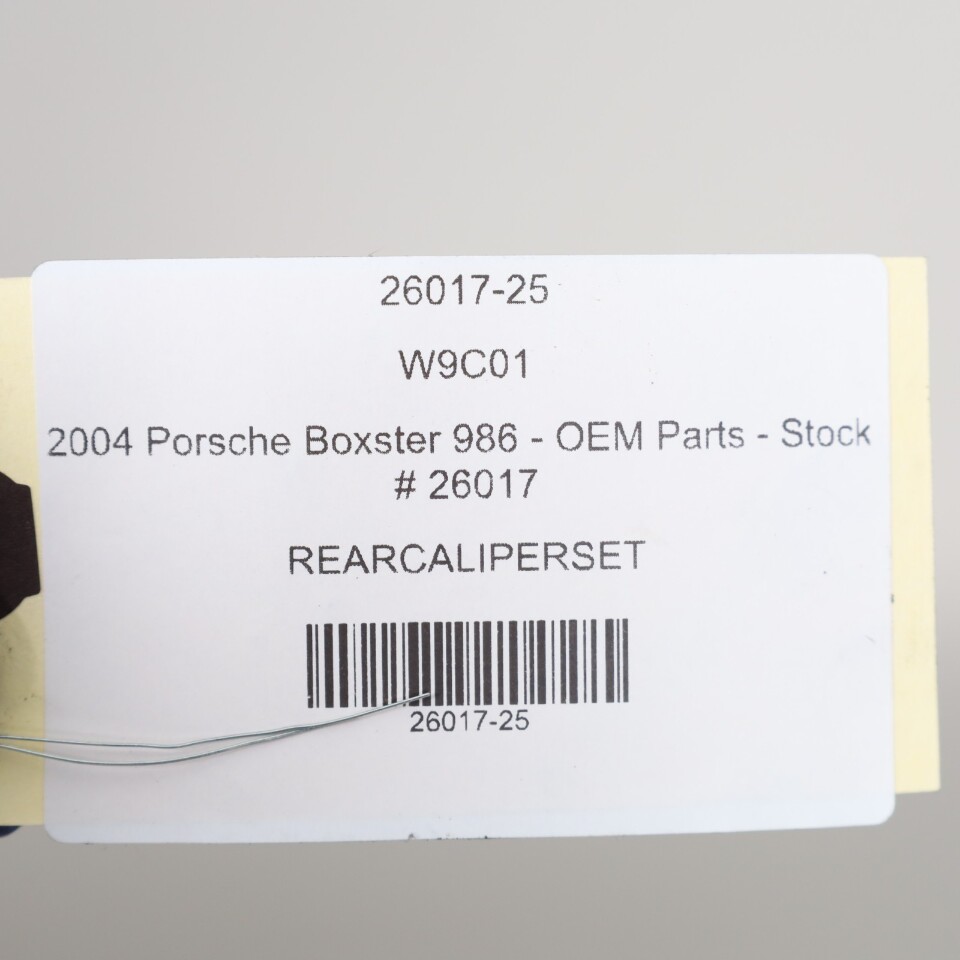 26017-25
W9C01
2004 Porsche Boxster 986 - OEM Parts - Stock
# 26017
REARCALIPERSET
26017-25